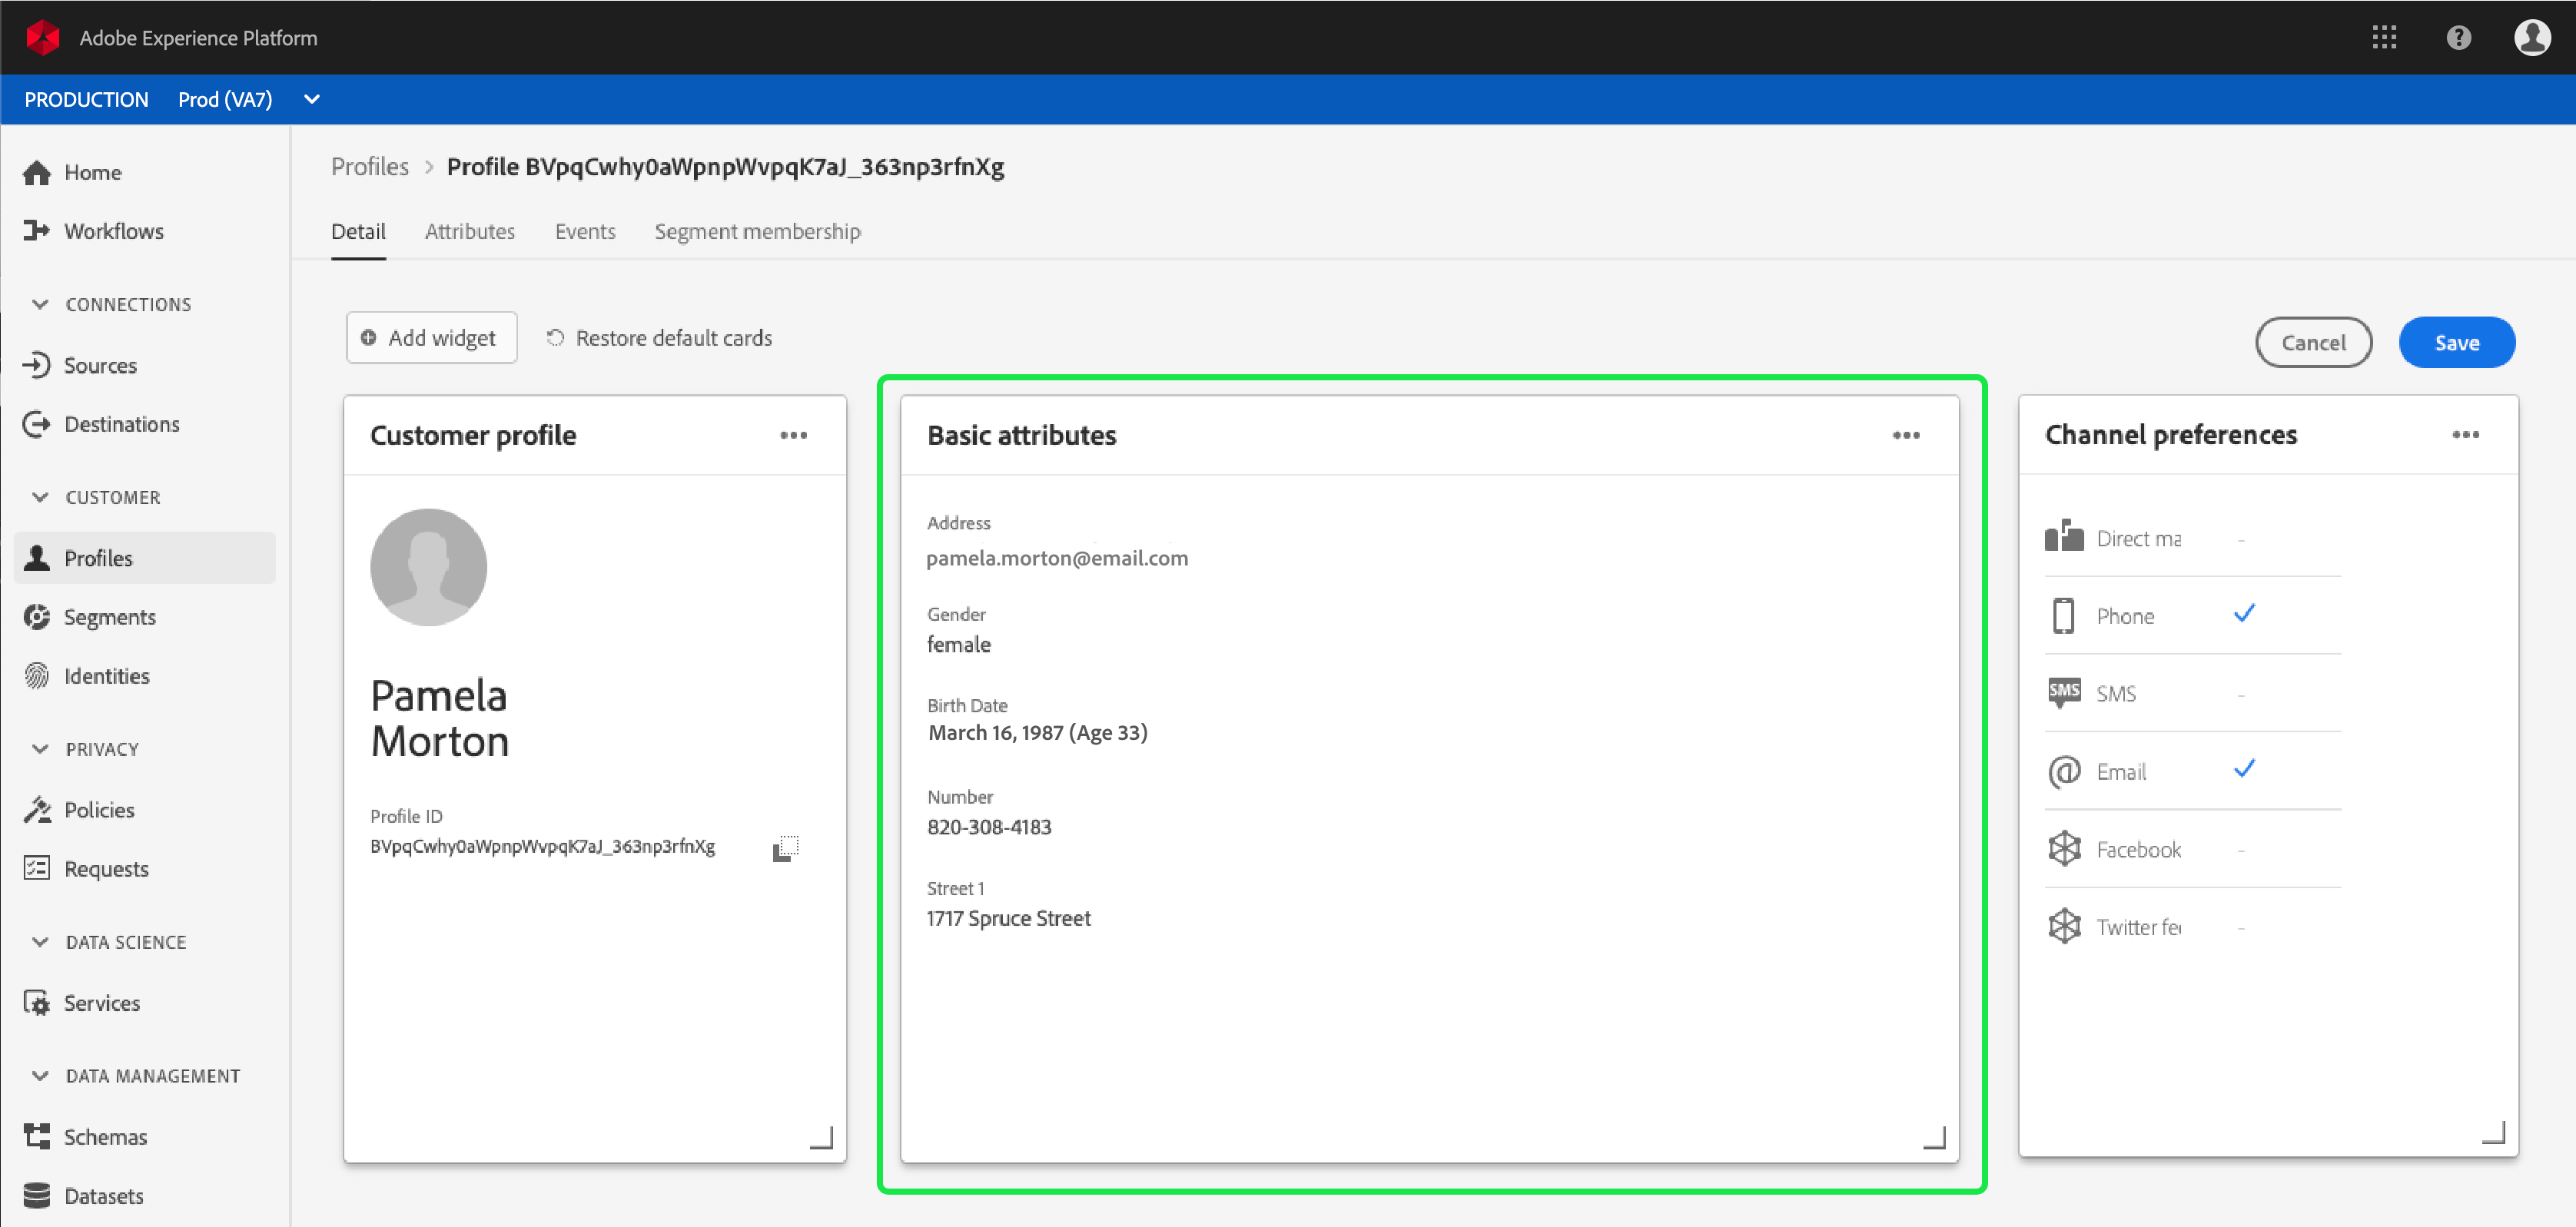 Adobe Experience Platform
?
PRODUCTION Prod (VA7)
Home
Workflows
CONNECTIONS
Sources
Destinations
CUSTOMER
Profiles
Segments
Identities
PRIVACY
Policies
Requests
DATA SCIENCE
Services
DATA MANAGEMENT
Schemas
Datasets
Profiles > Profile BVpqCwhy0aWpnpWvpqK7aJ_363np3rfnXg
Detail Attributes Events Segment membership
Add widget Restore default cards
Cancel Save
Customer profile
Pamela
Morton
Profile ID
BVpqCwhy0aWpnpWvpqK7aJ_363np3rfnXg
Basic attributes
Address
pamela.morton@email.com
Gender
female
Birth Date
March 16, 1987 (Age 33)
Number
820-308-4183
Street 1
1717 Spruce Street
Channel preferences
Direct ma -
Phone
SMS SMS -
@ Email
Facebook -
Twitter fee -